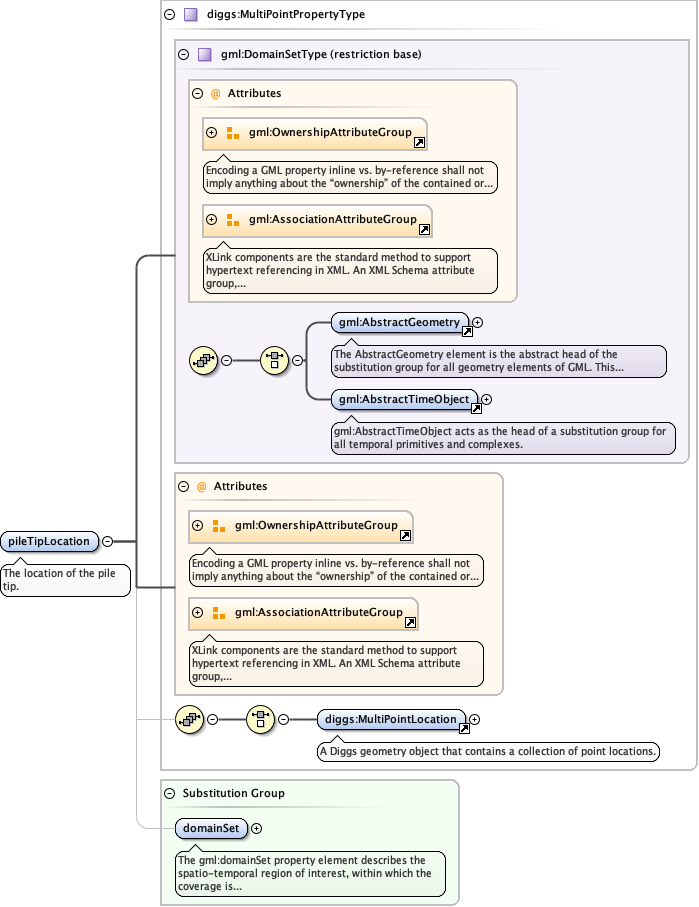 diggs:MultiPointPropertyType
gml:DomainSetType (restriction base)
@ Attributes
gml:OwnershipAttributeGroup
Encoding a GML property inline vs. by-reference shall not
imply anything about the “ownership” of the contained or...
gml:AssociationAttributeGroup
XLink components are the standard method to support
hypertext referencing in XML. An XML Schema attribute
group,...
gml:AbstractGeometry
The AbstractGeometry element is the abstract head of the
substitution group for all geometry elements of GML. This...
gml:AbstractTimeObject
gml:AbstractTimeObject acts as the head of a substitution group for
all temporal primitives and complexes.
@ Attributes
gml:OwnershipAttributeGroup
Encoding a GML property inline vs. by-reference shall not
imply anything about the “ownership” of the contained or...
gml:AssociationAttributeGroup
XLink components are the standard method to support
hypertext referencing in XML. An XML Schema attribute
group,...
pileTipLocation
The location of the pile
tip.
diggs:MultiPointLocation
A Diggs geometry object that contains a collection of point locations.
Substitution Group
domainSet
The gml:domainSet property element describes the
spatio-temporal region of interest, within which the
coverage is...